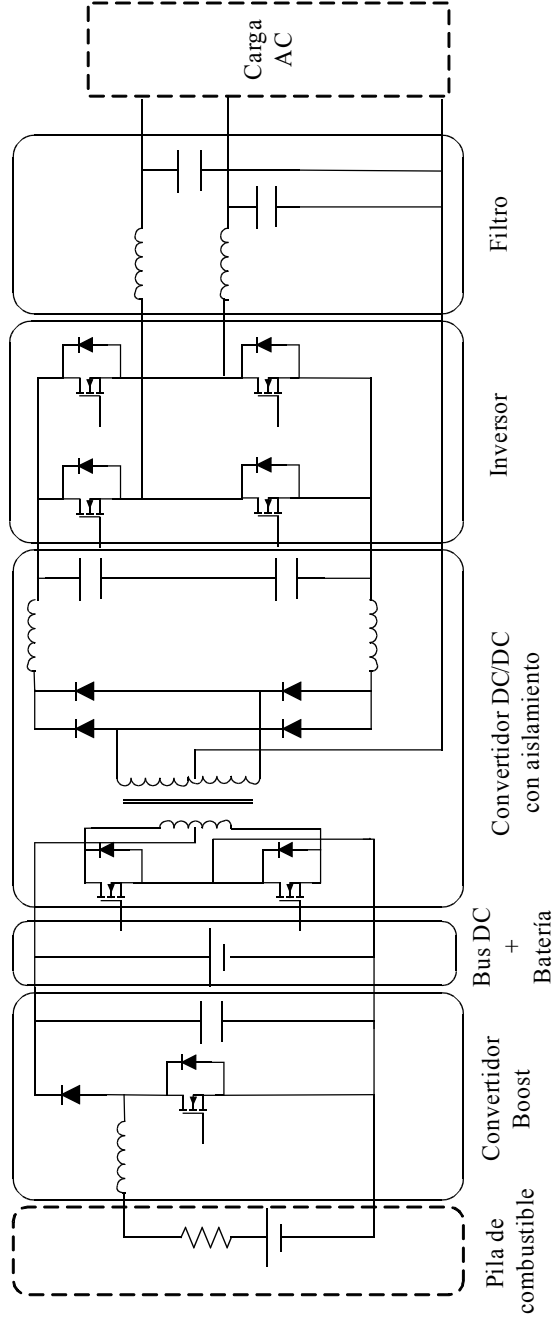 Pila de
combustible
Convertidor
Boost
Bus DC
+
Batería
Convertidor DC/DC
con aislamiento
Inversor
Filtro
Carga
AC